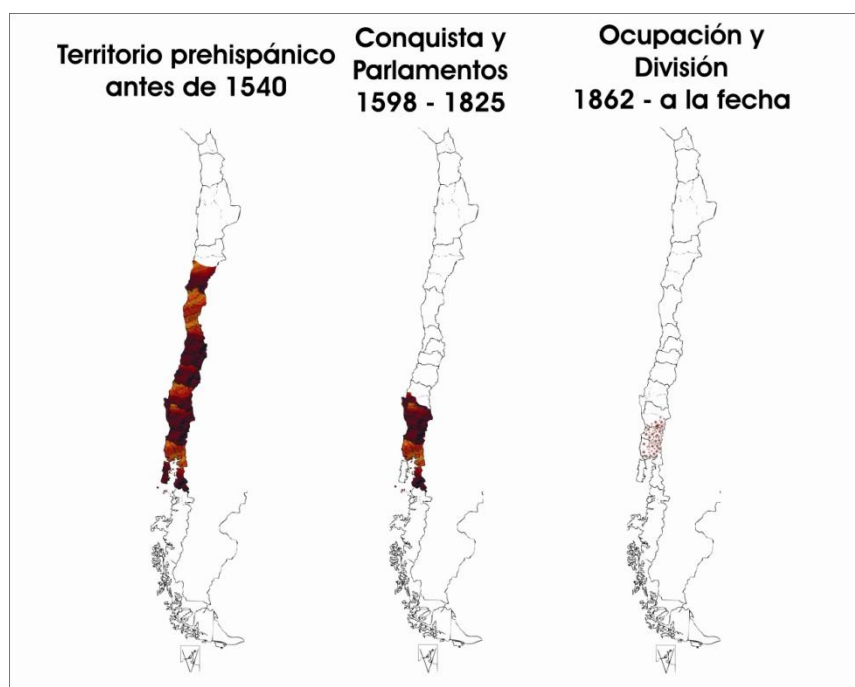 Territorio prehispánico
antes de 1540
Conquista y
Parlamentos
1598 - 1825
Ocupación y
División
1862 - a la fecha